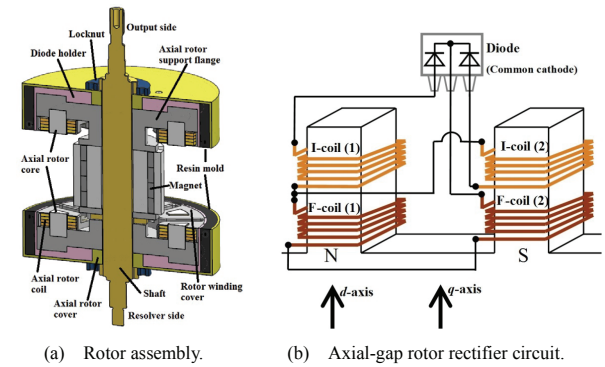 Output side
Locknut
Diode holder
Axial rotor
support flange
Axial rotor
core
Resin mold
Magnet
Axial
rotor
coil
Axial rotor
cover
Shaft
Rotor winding
cover
Resolver side
(a) Rotor assembly.
Diode
(Common cathode)
I-coil (1)
I-coil (2)
F-coil (1)
F-coil (2)
N
S
d-axis
q-axis
(b) Axial-gap rotor rectifier circuit.